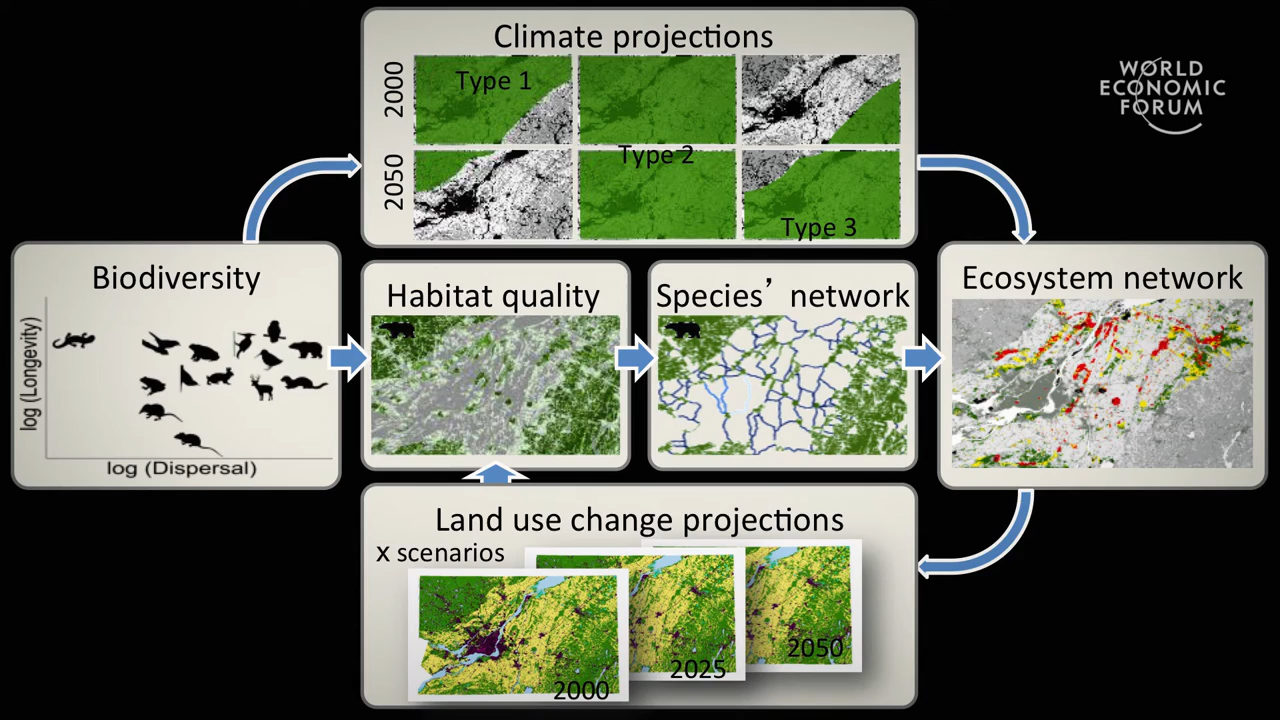 Climate projections
2000
Type 1
2050
Type 2
Type 3
WORLD
ECONOMIC
FORUM
Biodiversity
log (Longevity)
log (Dispersal)
Habitat quality
Species’ network
Ecosystem network
Land use change projections
x scenarios
2000
2025
2050